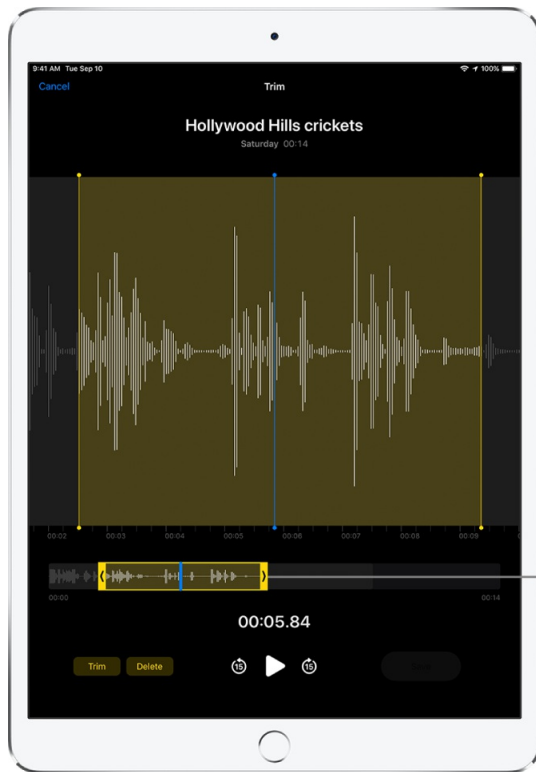 9:41 AM Tue Sep 10
100%
Cancel
Trim
Hollywood Hills crickets
Saturday 00:14
00:02 00:03 00:04 00:05 00:06 00:07 00:08 00:09
00:00
00:14
00:05.84
Trim
Delete
15
15